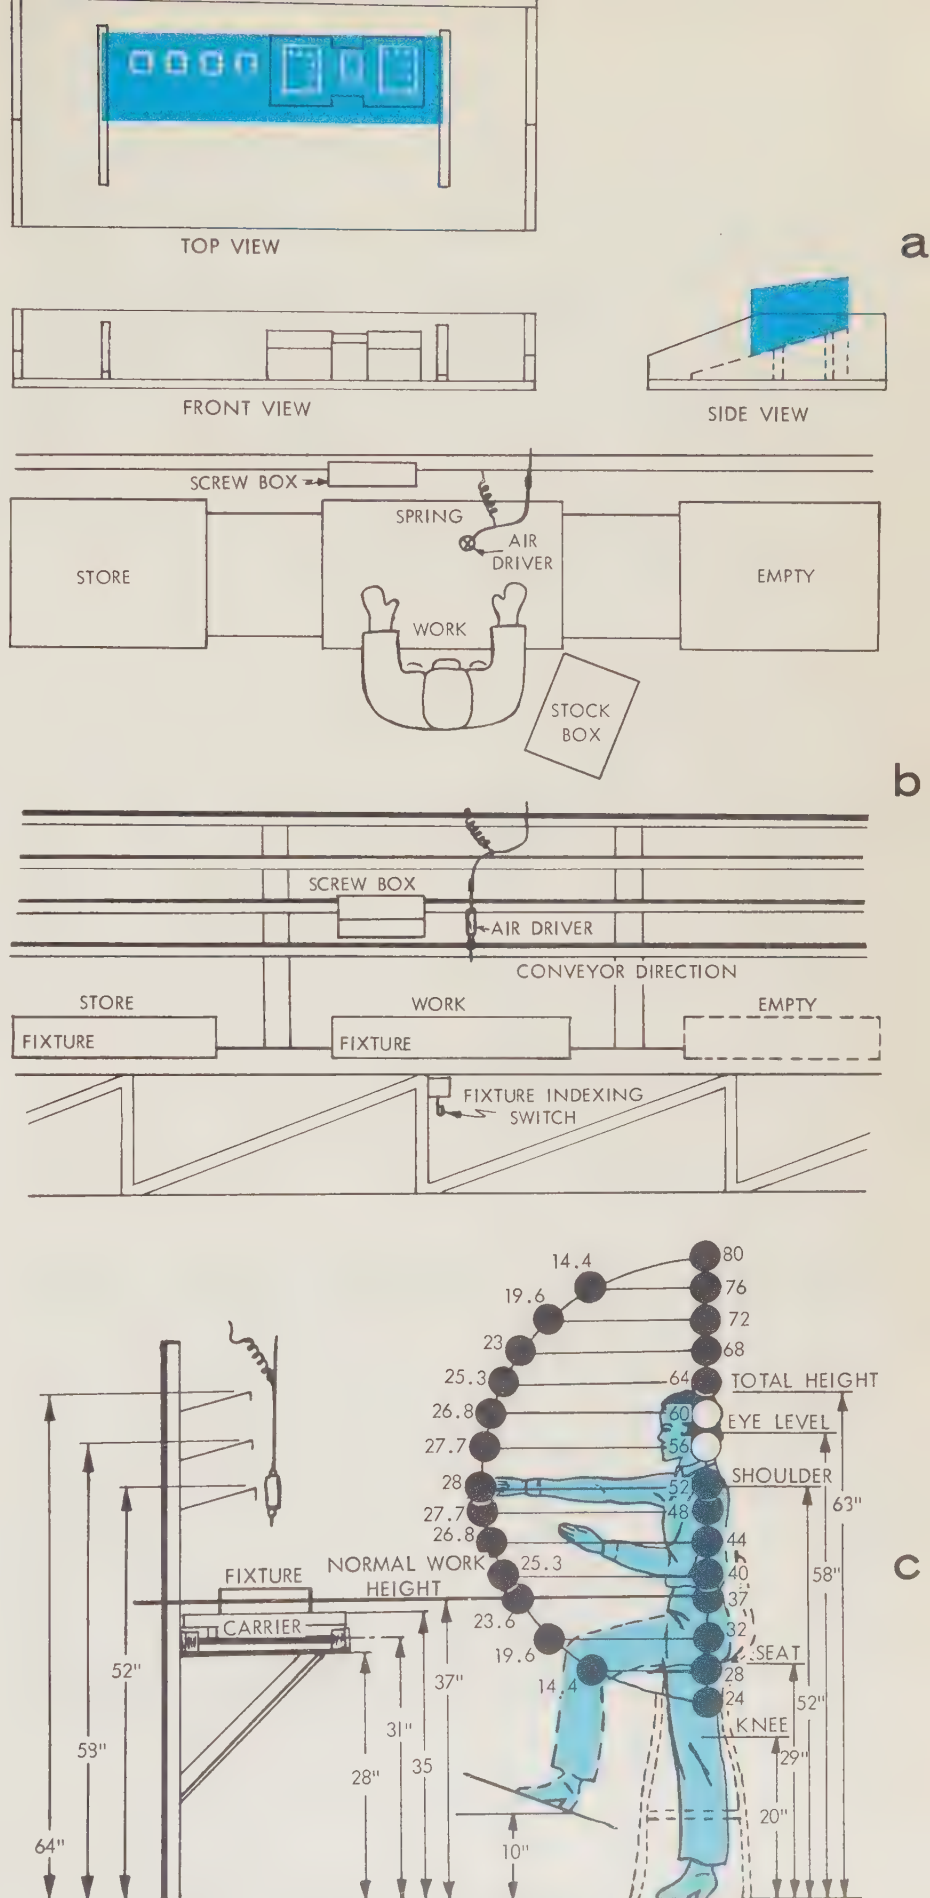 TOP VIEW
a
FRONT VIEW
SIDE VIEW
SCREW BOX
SPRING
AIR
DRIVER
STORE
EMPTY
WORK
STOCK
BOX
b
SCREW BOX
AIR DRIVER
CONVEYOR DIRECTION
STORE
WORK
EMPTY
FIXTURE
FIXTURE
FIXTURE INDEXING
SWITCH
80
14.4
76
19.6
72
23
68
25.3
64
TOTAL HEIGHT
26.8
60
EYE LEVEL
27.7
56
SHOULDER
28
52
63"
27.7
48
26.8
44
58"
c
NORMAL WORK
HEIGHT
25.3
40
FIXTURE
37
23.6
CARRIER
32
19.6
SEAT
14.4
28
52"
37"
52"
24
KNEE
31"
53"
29"
35
28"
20"
64"
10"